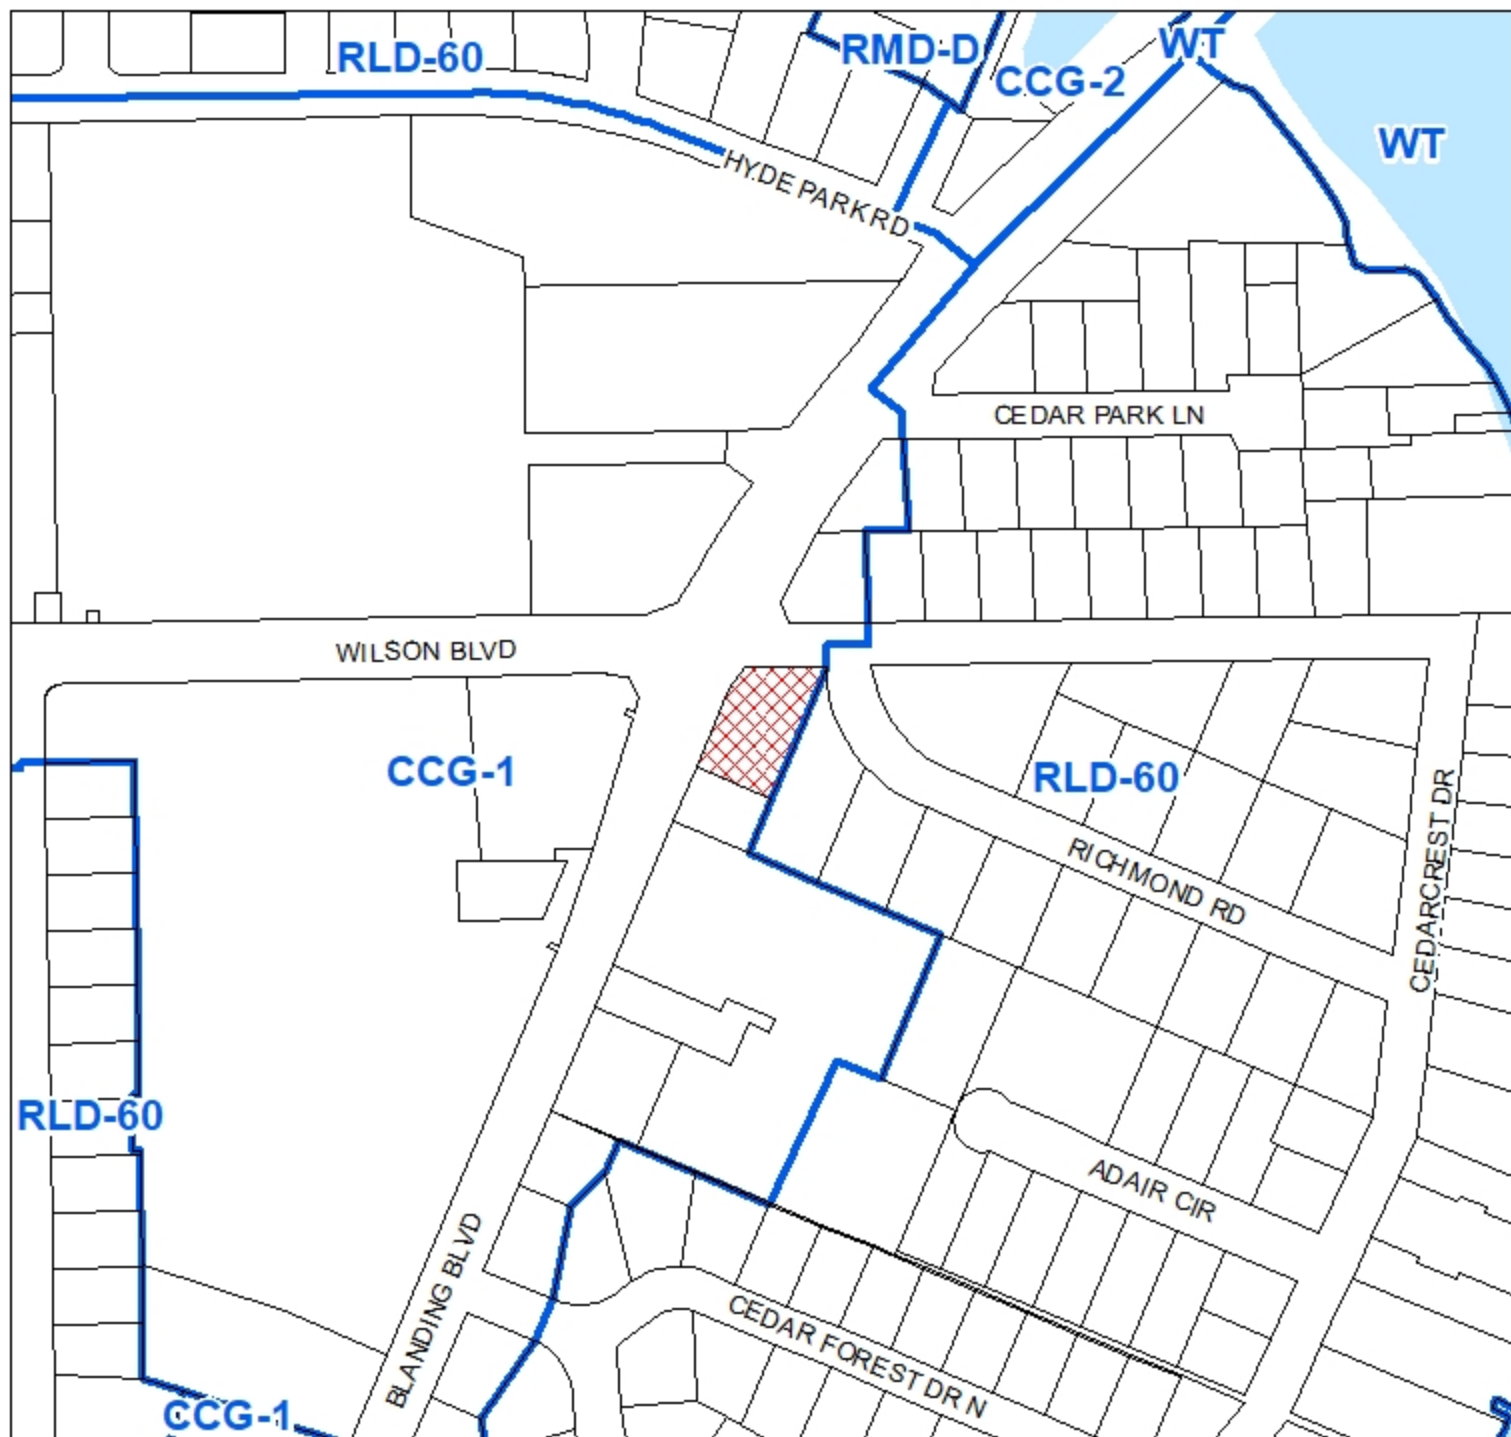 RLD-60
RMD-D
WT
CCG-2
WT
HYDE PARK RD
CEDAR PARK LN
WILSON BLVD
CCG-1
RLD-60
RICHMOND RD
CEDARCREST DR
RLD-60
ADAIR CIR
BLANDING BLVD
CEDAR FOREST DR N
CCG-1